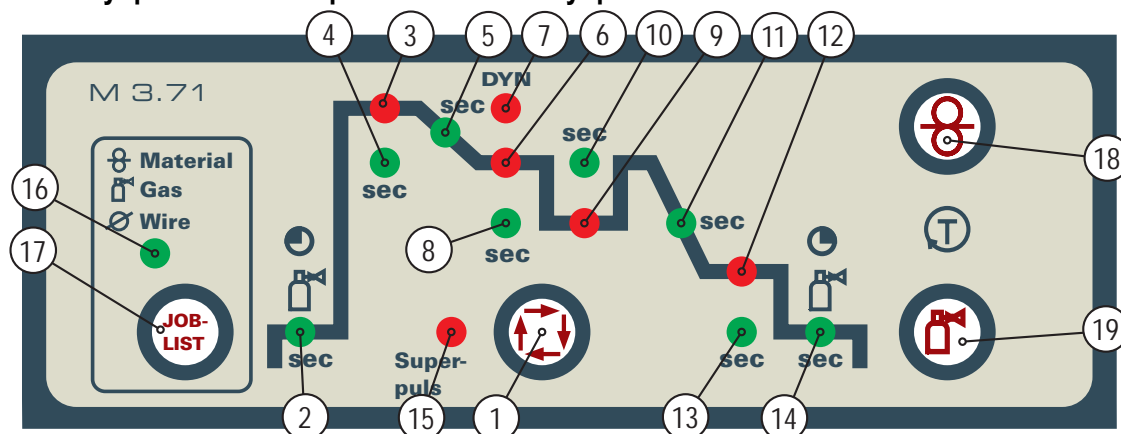 4
3
5
7
6
10
9
11
12
M 3.71
DYN
sec
sec
Material
Gas
Wire
sec
sec
sec
16
17
8
18
19
JOB-
LIST
sec
Super-
puls
T
sec
sec
2
15
1
13
14